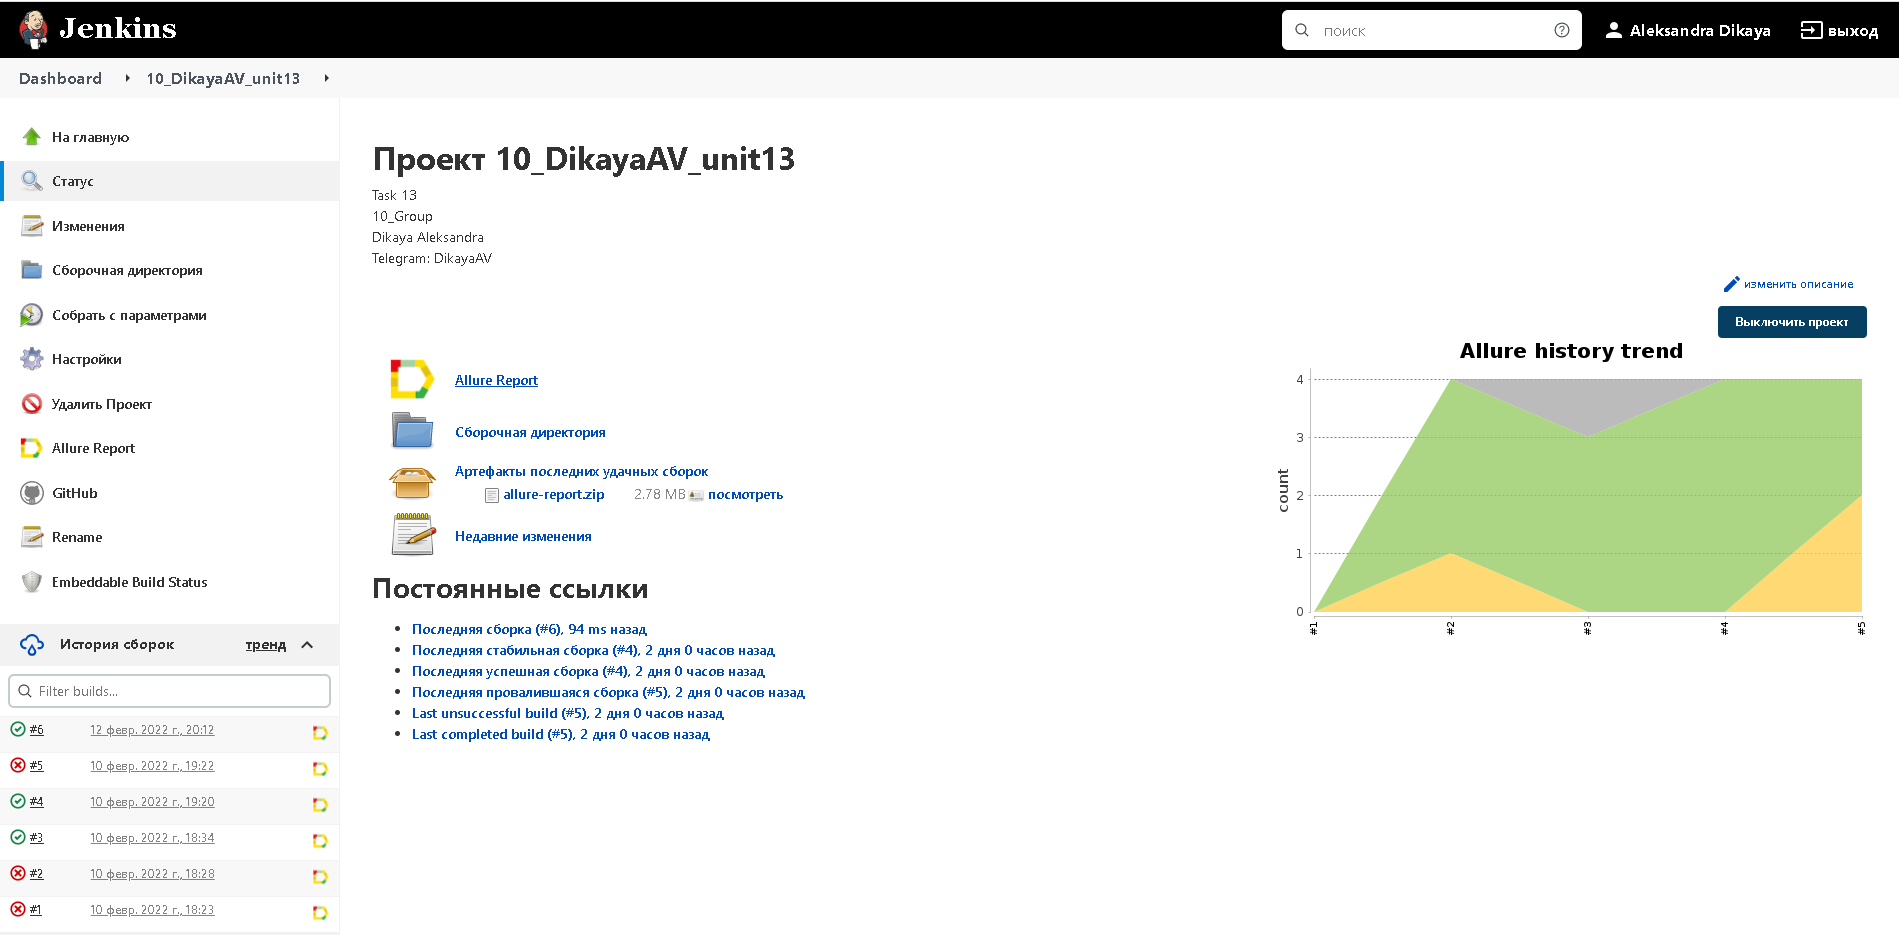 Jenkins
поиск
Aleksandra Dikaya
выход
Dashboard
10_DikayaAV_unit13
На главную
Статус
Изменения
Сборочная директория
Собрать с параметрами
Настройки
Удалить Проект
Allure Report
GitHub
Rename
Embeddable Build Status
История сборок
тренд
Filter builds...
#6 12 февр. 2022 г., 20:12
#5 10 февр. 2022 г., 19:22
#4 10 февр. 2022 г., 19:20
#3 10 февр. 2022 г., 18:34
#2 10 февр. 2022 г., 18:28
#1 10 февр. 2022 г., 18:23
Проект 10_DikayaAV_unit13
Task 13
10_Group
Dikaya Aleksandra
Telegram: DikayaAV
изменить описание
Выключить проект
Allure Report
Сборочная директория
Артефакты последних удачных сборок
allure-report.zip 2.78 MB посмотреть
Недавние изменения
Постоянные ссылки
Последняя сборка (#6), 94 ms назад
Последняя стабильная сборка (#4), 2 дня 0 часов назад
Последняя успешная сборка (#4), 2 дня 0 часов назад
Последняя провалившаяся сборка (#5), 2 дня 0 часов назад
Last unsuccessful build (#5), 2 дня 0 часов назад
Last completed build (#5), 2 дня 0 часов назад
Allure history trend
count
4
3
2
1
0
#1 #2 #3 #4 #5